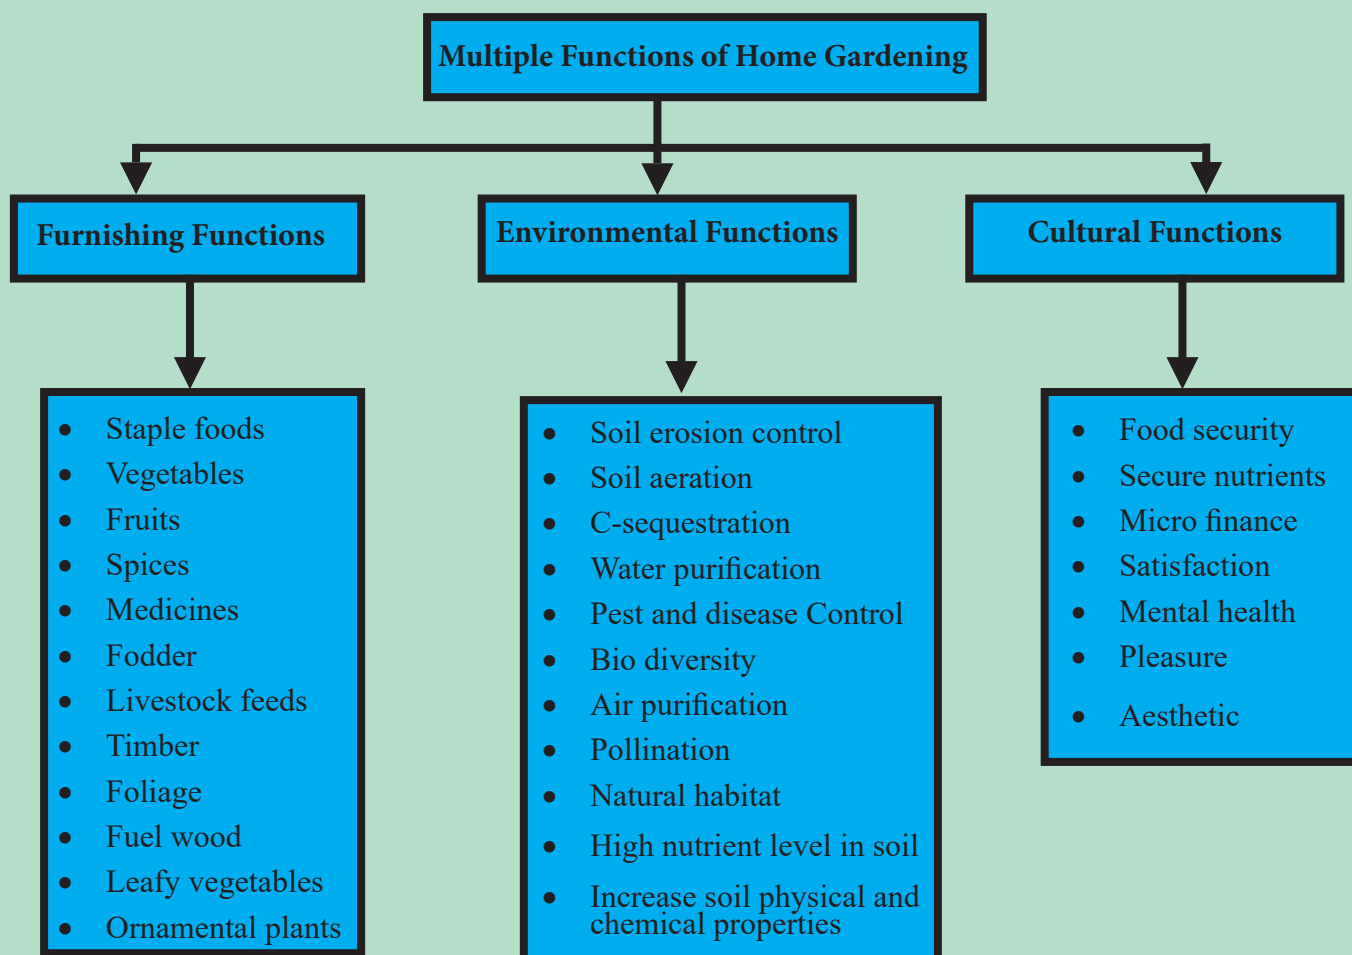 Multiple Functions of Home Gardening
Furnishing Functions
Environmental Functions
Cultural Functions
• Staple foods
• Vegetables
• Fruits
• Spices
• Medicines
• Fodder
• Livestock feeds
• Timber
• Foliage
• Fuel wood
• Leafy vegetables
• Ornamental plants
• Soil erosion control
• Soil aeration
• C-sequestration
• Water purification
• Pest and disease Control
• Bio diversity
• Air purification
• Pollination
• Natural habitat
• High nutrient level in soil
• Increase soil physical and
chemical properties
• Food security
• Secure nutrients
• Micro finance
• Satisfaction
• Mental health
• Pleasure
• Aesthetic